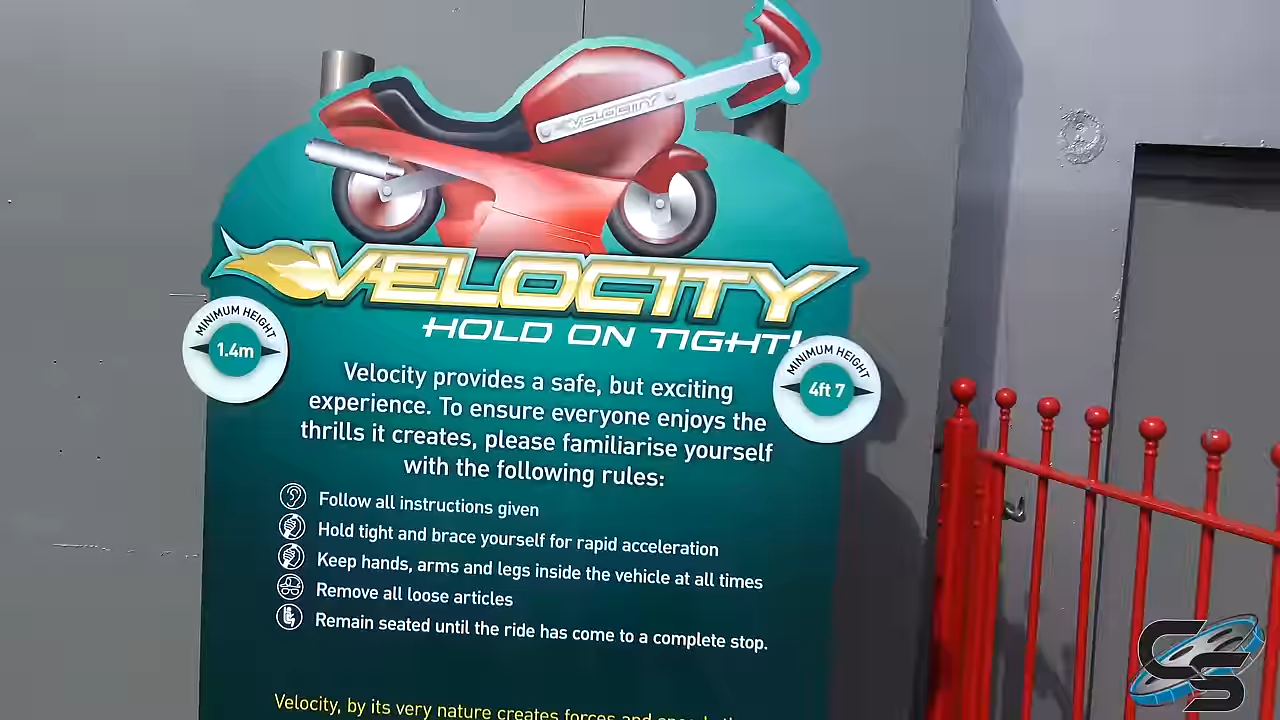 VELOCITY
VELOCITY
HOLD ON TIGHT!
MINIMUM HEIGHT
1.4m
MINIMUM HEIGHT
4ft 7
Velocity provides a safe, but exciting
experience. To ensure everyone enjoys the
thrills it creates, please familiarise yourself
with the following rules:
Follow all instructions given
Hold tight and brace yourself for rapid acceleration
Keep hands, arms and legs inside the vehicle at all times
Remove all loose articles
Remain seated until the ride has come to a complete stop.
Velocity, by its very nature creates forces and
CS